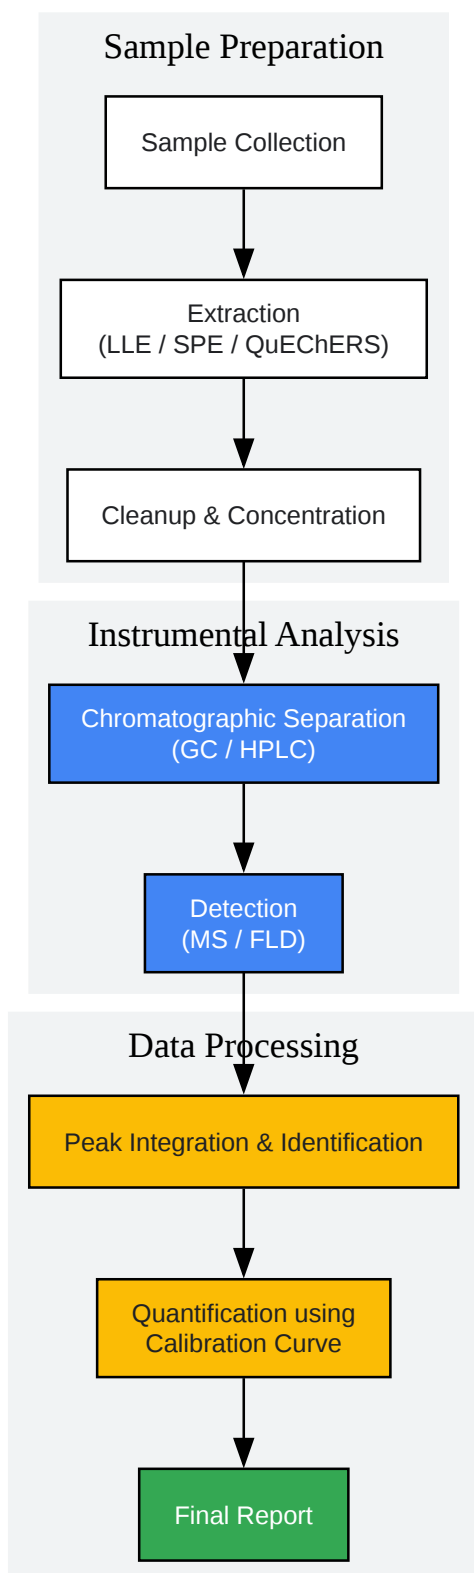 Sample Preparation
Sample Collection
Extraction
(LLE / SPE / QuEChERS)
Cleanup & Concentration
Instrumental Analysis
Chromatographic Separation
(GC / HPLC)
Detection
(MS / FLD)
Data Processing
Peak Integration & Identification
Quantification using
Calibration Curve
Final Report